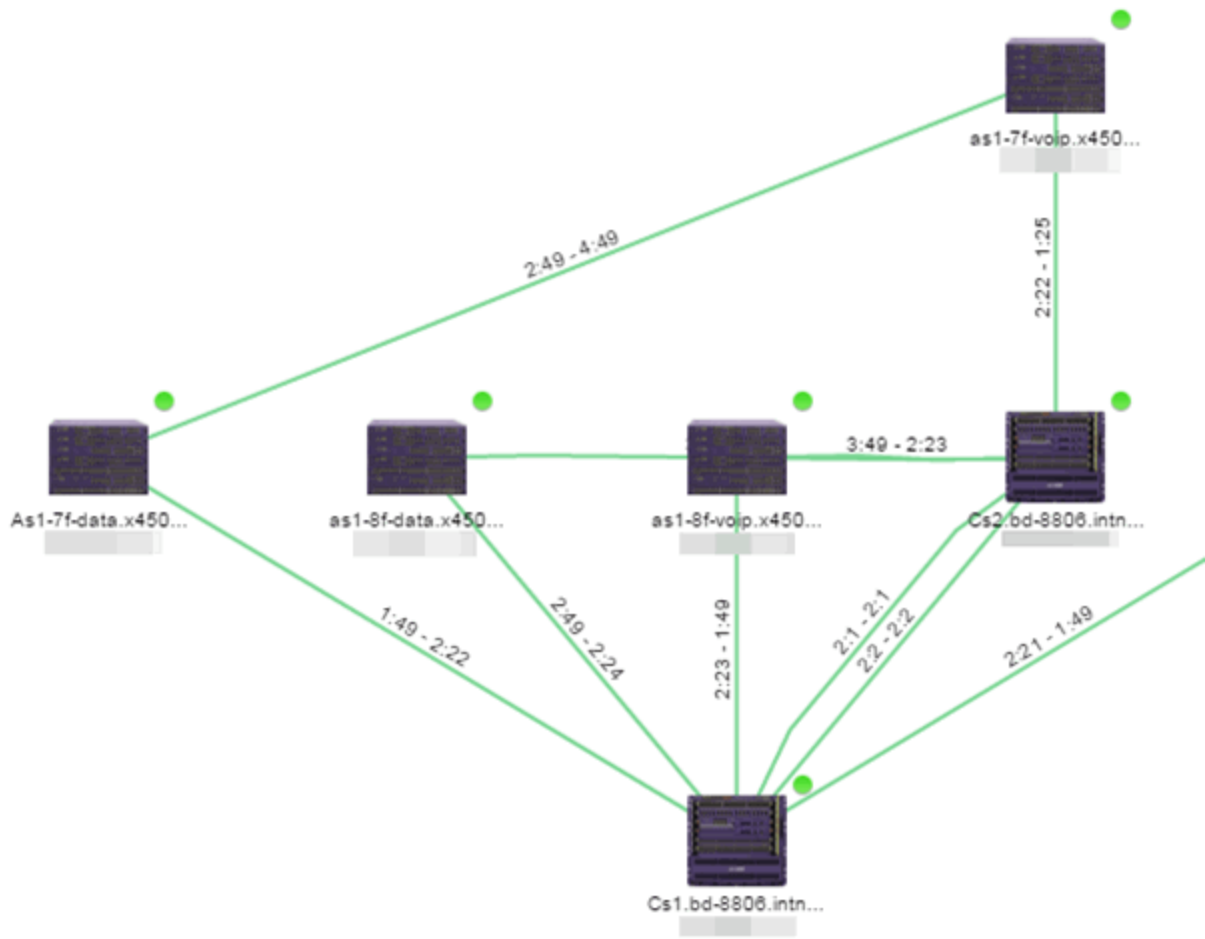 as1-7f-voip.x450...
2:49 - 4:49
2:22 - 1:25
3:49 - 2:23
As1-7f-data.x450...
as1-8f-data.x450...
as1-8f-voip.x450...
Cs2.bd-8806.intn...
1:49 - 2:22
2:49 - 2:24
2:23 - 1:49
2:1 - 2:1
2:2 - 2:2
2:21 - 1:49
Cs1.bd-8806.intn...